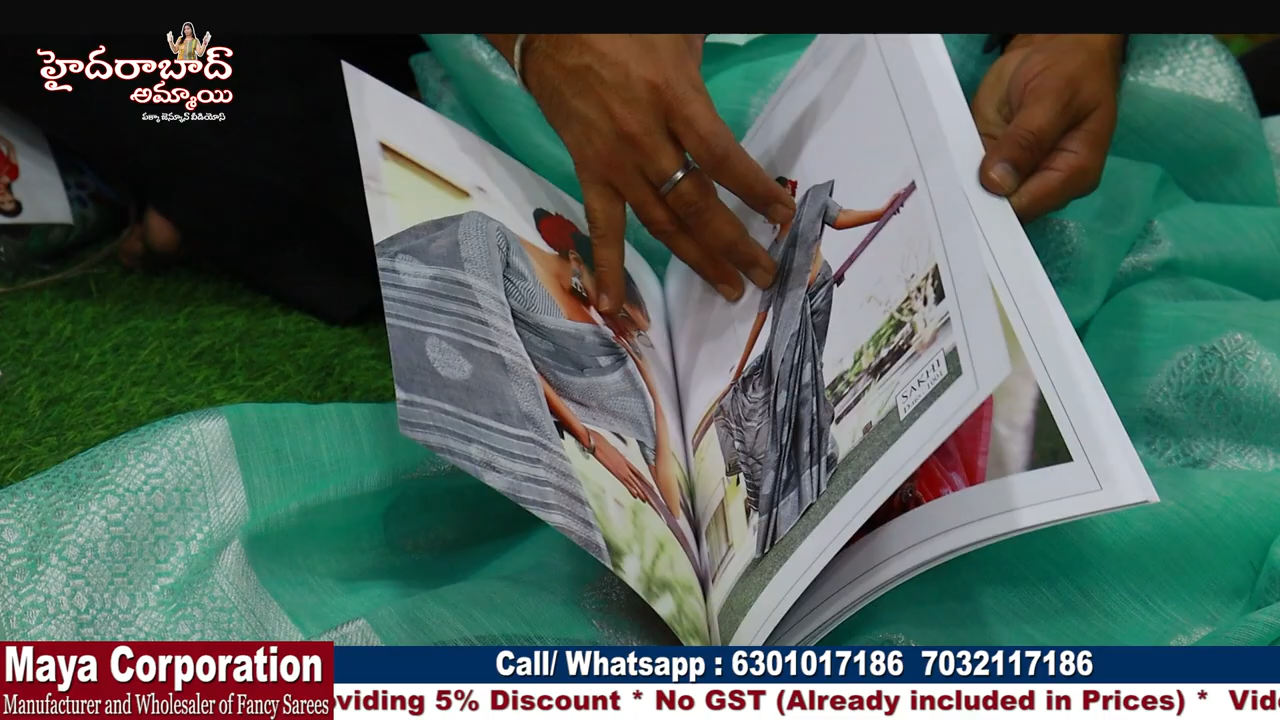 హైదరాబాద్
అమ్మాయి
పక్కా జెన్యూన్ వీడియోస్
SAKHI
Maya Corporation
Manufacturer and Wholesaler of Fancy Sarees
Call/ Whatsapp : 6301017186 7032117186
viding 5% Discount * No GST (Already included in Prices) * Vid